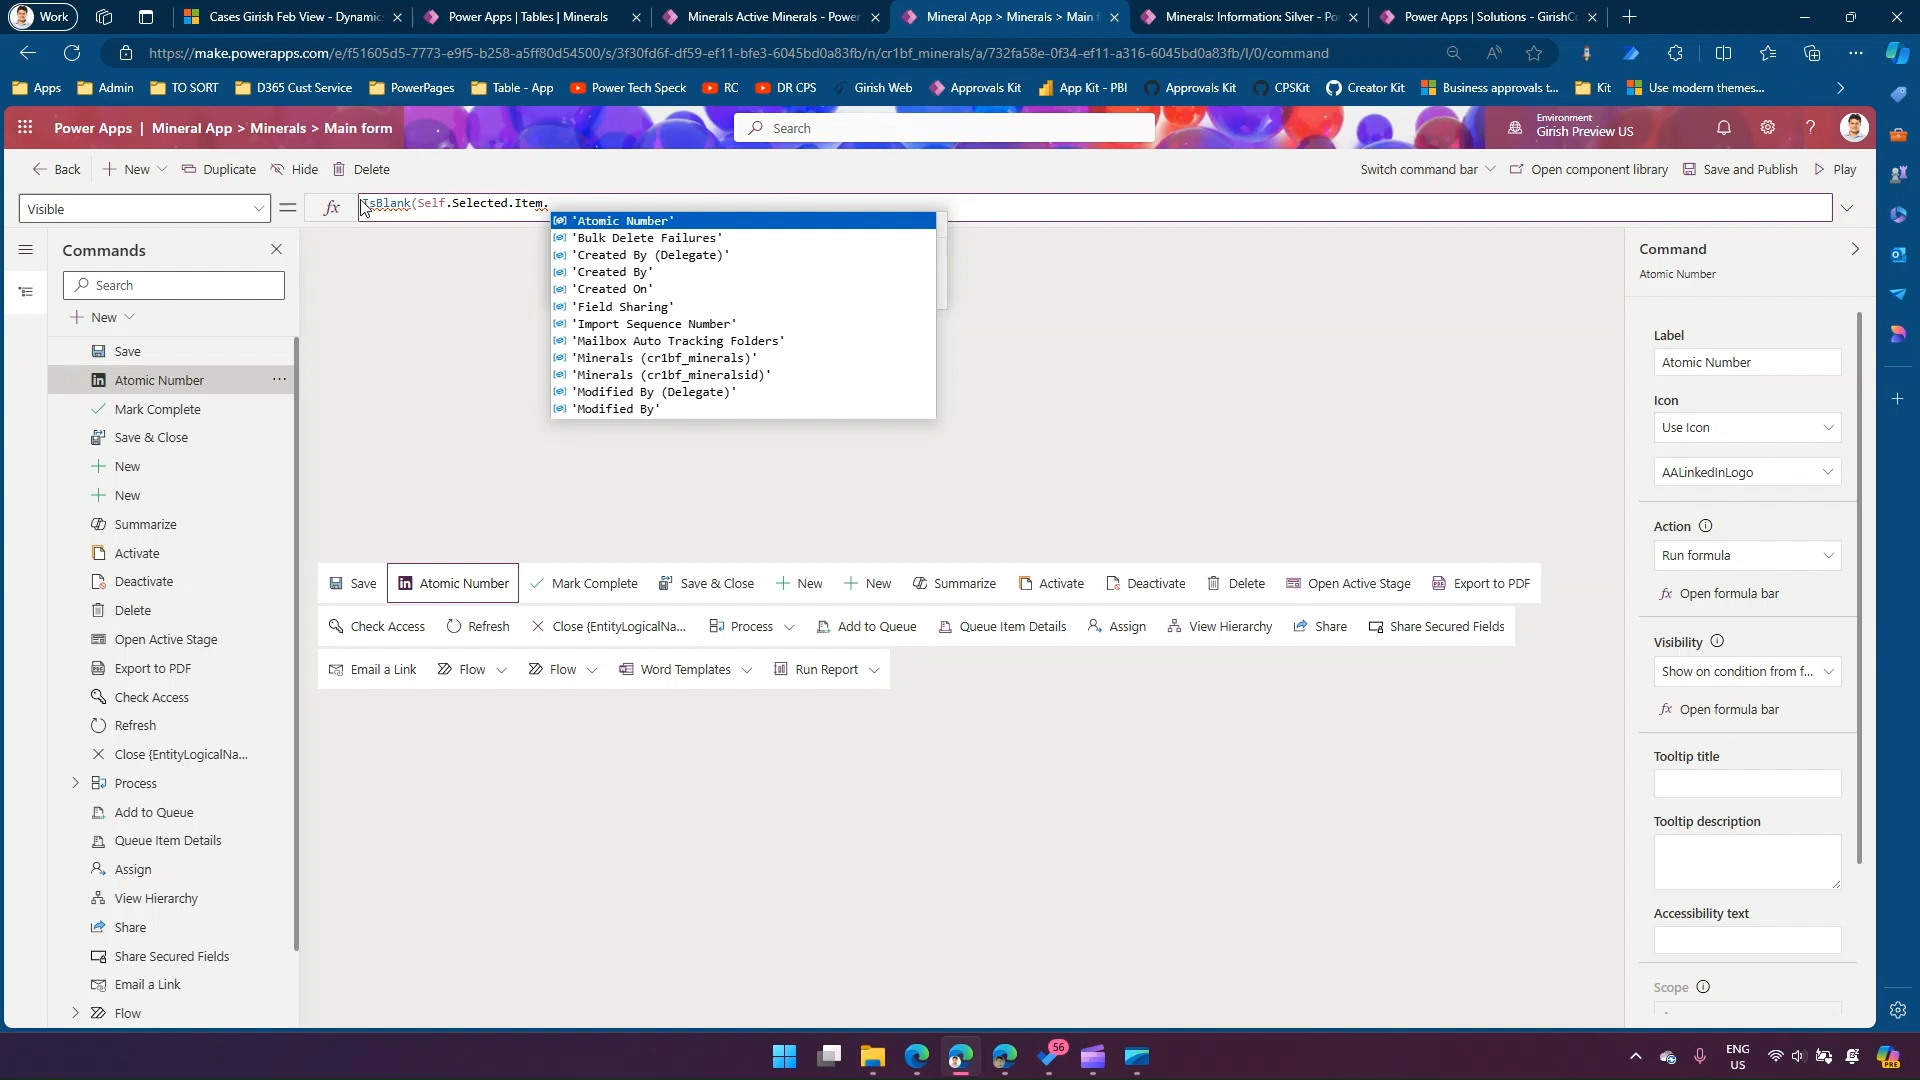 Work
Cases Girish Feb View - Dynamics
Power Apps | Tables | Minerals
Minerals Active Minerals - Power
Mineral App > Minerals > Main f
Minerals: Information: Silver - Po
Power Apps | Solutions - GirishCo
https://make.powerapps.com/e/f51605d5-7773-e9f5-b258-a5ff80d54500/s/3f30fd6f-df59-ef11-bfe3-6045bd0a83fb/n/cr1bf_minerals/a/732fa58e-0f34-ef11-a316-6045bd0a83fb/l/0/command
Apps
Admin
TO SORT
D365 Cust Service
PowerPages
Table - App
Power Tech Speck
RC
DR CPS
Girish Web
Approvals Kit
App Kit - PBI
Approvals Kit
CPSKit
Creator Kit
Business approvals t...
Kit
Use modern themes...
Power Apps | Mineral App > Minerals > Main form
Search
Environment
Girish Preview US
Back
New
Duplicate
Hide
Delete
Switch command bar
Open component library
Save and Publish
Play
Visible
=
fx
IsBlank(Self.Selected.Item.
'Atomic Number'
'Bulk Delete Failures'
'Created By (Delegate)'
'Created By'
'Created On'
'Field Sharing'
'Import Sequence Number'
'Mailbox Auto Tracking Folders'
'Minerals (cr1bf_minerals)'
'Minerals (cr1bf_mineralsid)'
'Modified By (Delegate)'
'Modified By'
Commands
Search
New
Save
Atomic Number
Mark Complete
Save & Close
New
New
Summarize
Activate
Deactivate
Delete
Open Active Stage
Export to PDF
Check Access
Refresh
Close {EntityLogicalNa...
Process
Add to Queue
Queue Item Details
Assign
View Hierarchy
Share
Share Secured Fields
Email a Link
Flow
Save
Atomic Number
Mark Complete
Save & Close
New
New
Summarize
Activate
Deactivate
Delete
Open Active Stage
Export to PDF
Check Access
Refresh
Close {EntityLogicalNa...
Process
Add to Queue
Queue Item Details
Assign
View Hierarchy
Share
Share Secured Fields
Email a Link
Flow
Flow
Word Templates
Run Report
Command
Atomic Number
Label
Atomic Number
Icon
Use Icon
AALinkedInLogo
Action
Run formula
fx Open formula bar
Visibility
Show on condition from f...
fx Open formula bar
Tooltip title
Tooltip description
Accessibility text
Scope
56
ENG
US
PRE